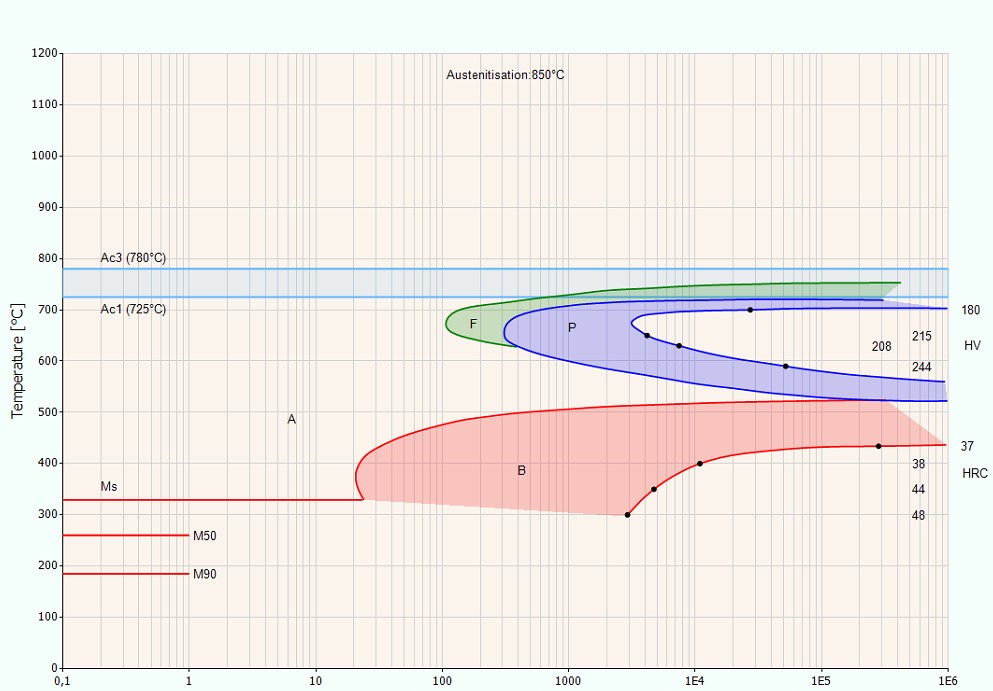 1200
Austenitisation:850°C
1100
1000
900
800
Ac3 (780°C)
700
Ac1 (725°C)
F
P
180
215
HV
208
600
244
Temperature [°C]
500
A
37
400
B
38
HRC
Ms
44
300
48
M50
200
M90
100
0
0,1
1
10
100
1000
1E4
1E5
1E6